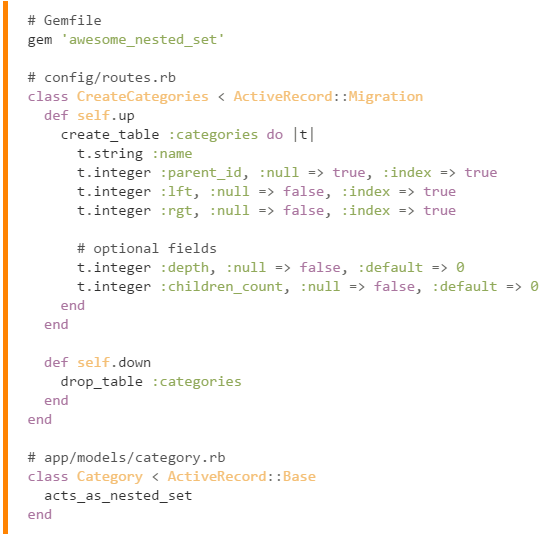 # Gemfile
gem 'awesome_nested_set'

# config/routes.rb
class CreateCategories < ActiveRecord::Migration
  def self.up
    create_table :categories do |t|
      t.string :name
      t.integer :parent_id, :null => true, :index => true
      t.integer :lft, :null => false, :index => true
      t.integer :rgt, :null => false, :index => true

      # optional fields
      t.integer :depth, :null => false, :default => 0
      t.integer :children_count, :null => false, :default => 0
    end
  end

  def self.down
    drop_table :categories
  end
end

# app/models/category.rb
class Category < ActiveRecord::Base
  acts_as_nested_set
end